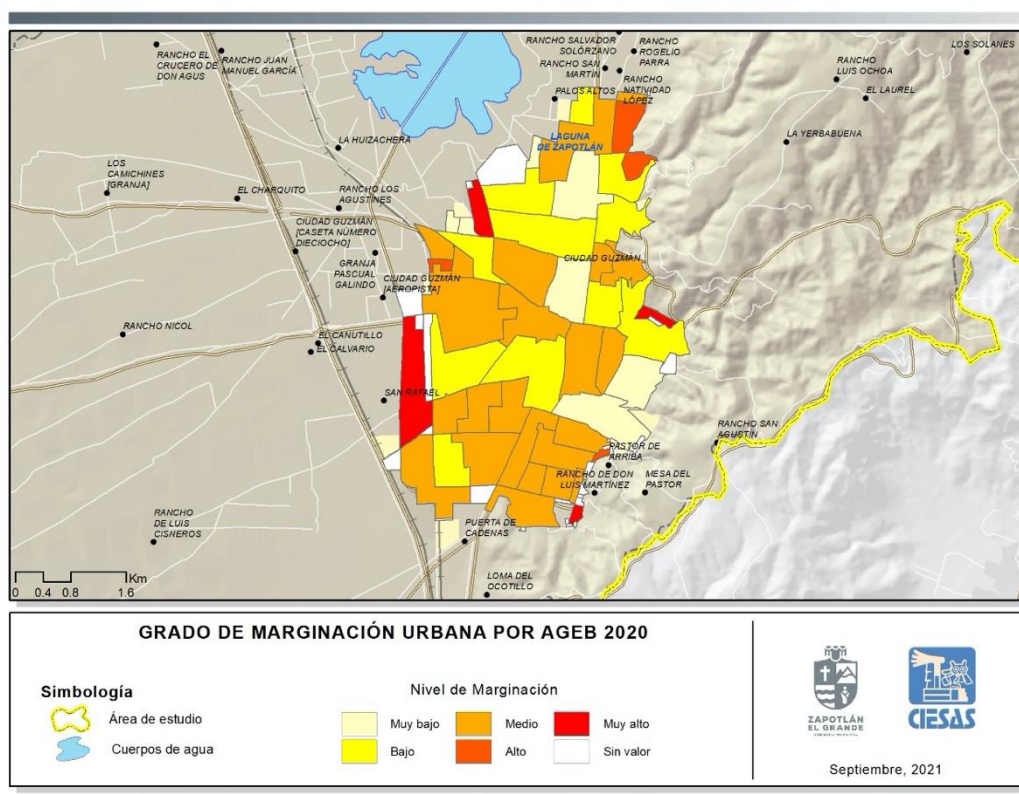 RANCHO EL
CRUCERO DE
DON AGUS
RANCHO JUAN
MANUEL GARCÍA
RANCHO SALVADOR
SOLÓRZANO
RANCHO SAN
MARTÍN
RANCHO
ROGELIO
PARRA
RANCHO
NATIVIDAD
LÓPEZ
PALOS ALTOS
LOS SOLANES
RANCHO
LUIS OCHOA
EL LAUREL
LA YERBABUENA
LAGUNA
DE ZAPOTLÁN
LA HUIZACHERA
LOS
CAMICHINES
[GRANJA]
EL CHARQUITO
RANCHO LOS
AGUSTINES
CIUDAD GUZMÁN
[CASETA NÚMERO
DIECIOCHO]
GRANJA
PASCUAL
GALINDO
CIUDAD GUZMÁN
[AEROPISTA]
CIUDAD GUZMÁN
RANCHO NICOL
EL CAÑUTILLO
EL CALVARIO
SAN RAFAEL
RANCHO SAN
AGUSTÍN
PASTOR DE
ARRIBA
RANCHO DE DON
LUIS MARTÍNEZ
MESA DEL
PASTOR
RANCHO
DE LUIS
CISNEROS
PUERTA DE
CADENAS
LOMA DEL
OCOTILLO
Km
0 0.4 0.8 1.6
GRADO DE MARGINACIÓN URBANA POR AGEB 2020
Simbología
Área de estudio
Cuerpos de agua
Nivel de Marginación
Muy bajo
Medio
Muy alto
Bajo
Alto
Sin valor
ZAPOTLÁN
EL GRANDE
CIESAS
Septiembre, 2021